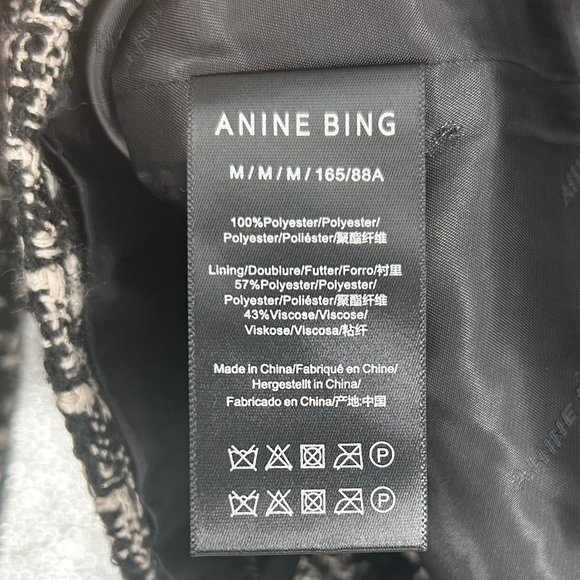 ANINE BING
M/M/M/165/88A
100%Polyester/Polyester/
Polyester/Poliéster/聚酯纤维
Lining/Doublure/Futter/Forro/衬里
57%Polyester/Polyester/
Polyester/Poliéster/聚酯纤维
43%Viscose/Viscose/
Viskose/Viscosa/粘纤
Made in China/Fabriqué en Chine/
Hergestellt in China/
Fabricado en China/产地:中国
P
P
ANINE